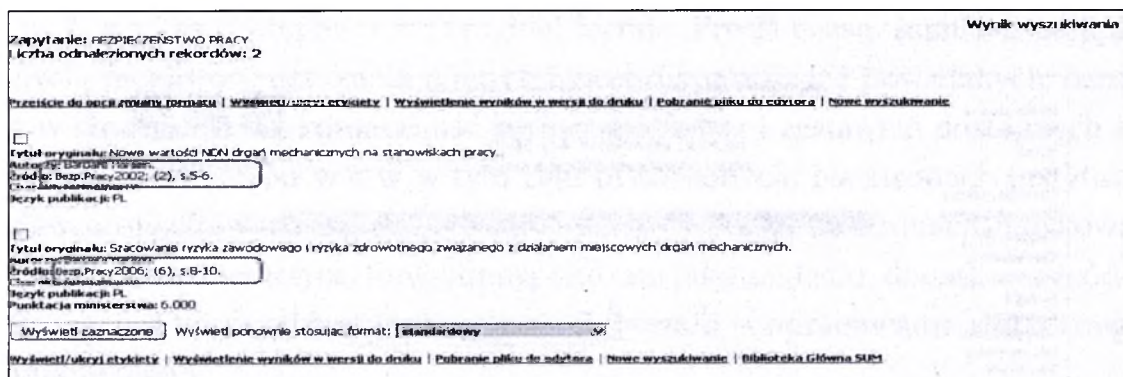 Wynik wyszukiwania
Zapytanie: BEZPIECZEŃSTWO PRACY
Liczba odnalezionych rekordów: 2
Przejście do opcji zmiany formatu | Wyświetl/ukryj etykiety | Wyświetlenie wyników w wersji do druku | Pobranie pliku do edytora | Nowe wyszukiwanie
Tytuł oryginału: Nowe wartości NDN drgań mechanicznych na stanowiskach pracy.
Autorzy: Barbara Harazin.
Źródło: Bezp.Pracy2002; (2), s.5-6.
Język publikacji: PL
Tytuł oryginału: Szacowanie ryzyka zawodowego i ryzyka zdrowotnego związanego z działaniem miejscowych drgań mechanicznych.
Źródło: Bezp.Pracy2006; (6), s.8-10.
Język publikacji: PL
Punktacja ministerstwa: 6.000
Wyświetl zaznaczone Wyświetl ponownie stosując format: standardowy
Wyświetl/ukryj etykiety | Wyświetlenie wyników w wersji do druku | Pobranie pliku do edytora | Nowe wyszukiwanie | Biblioteka Główna SUM